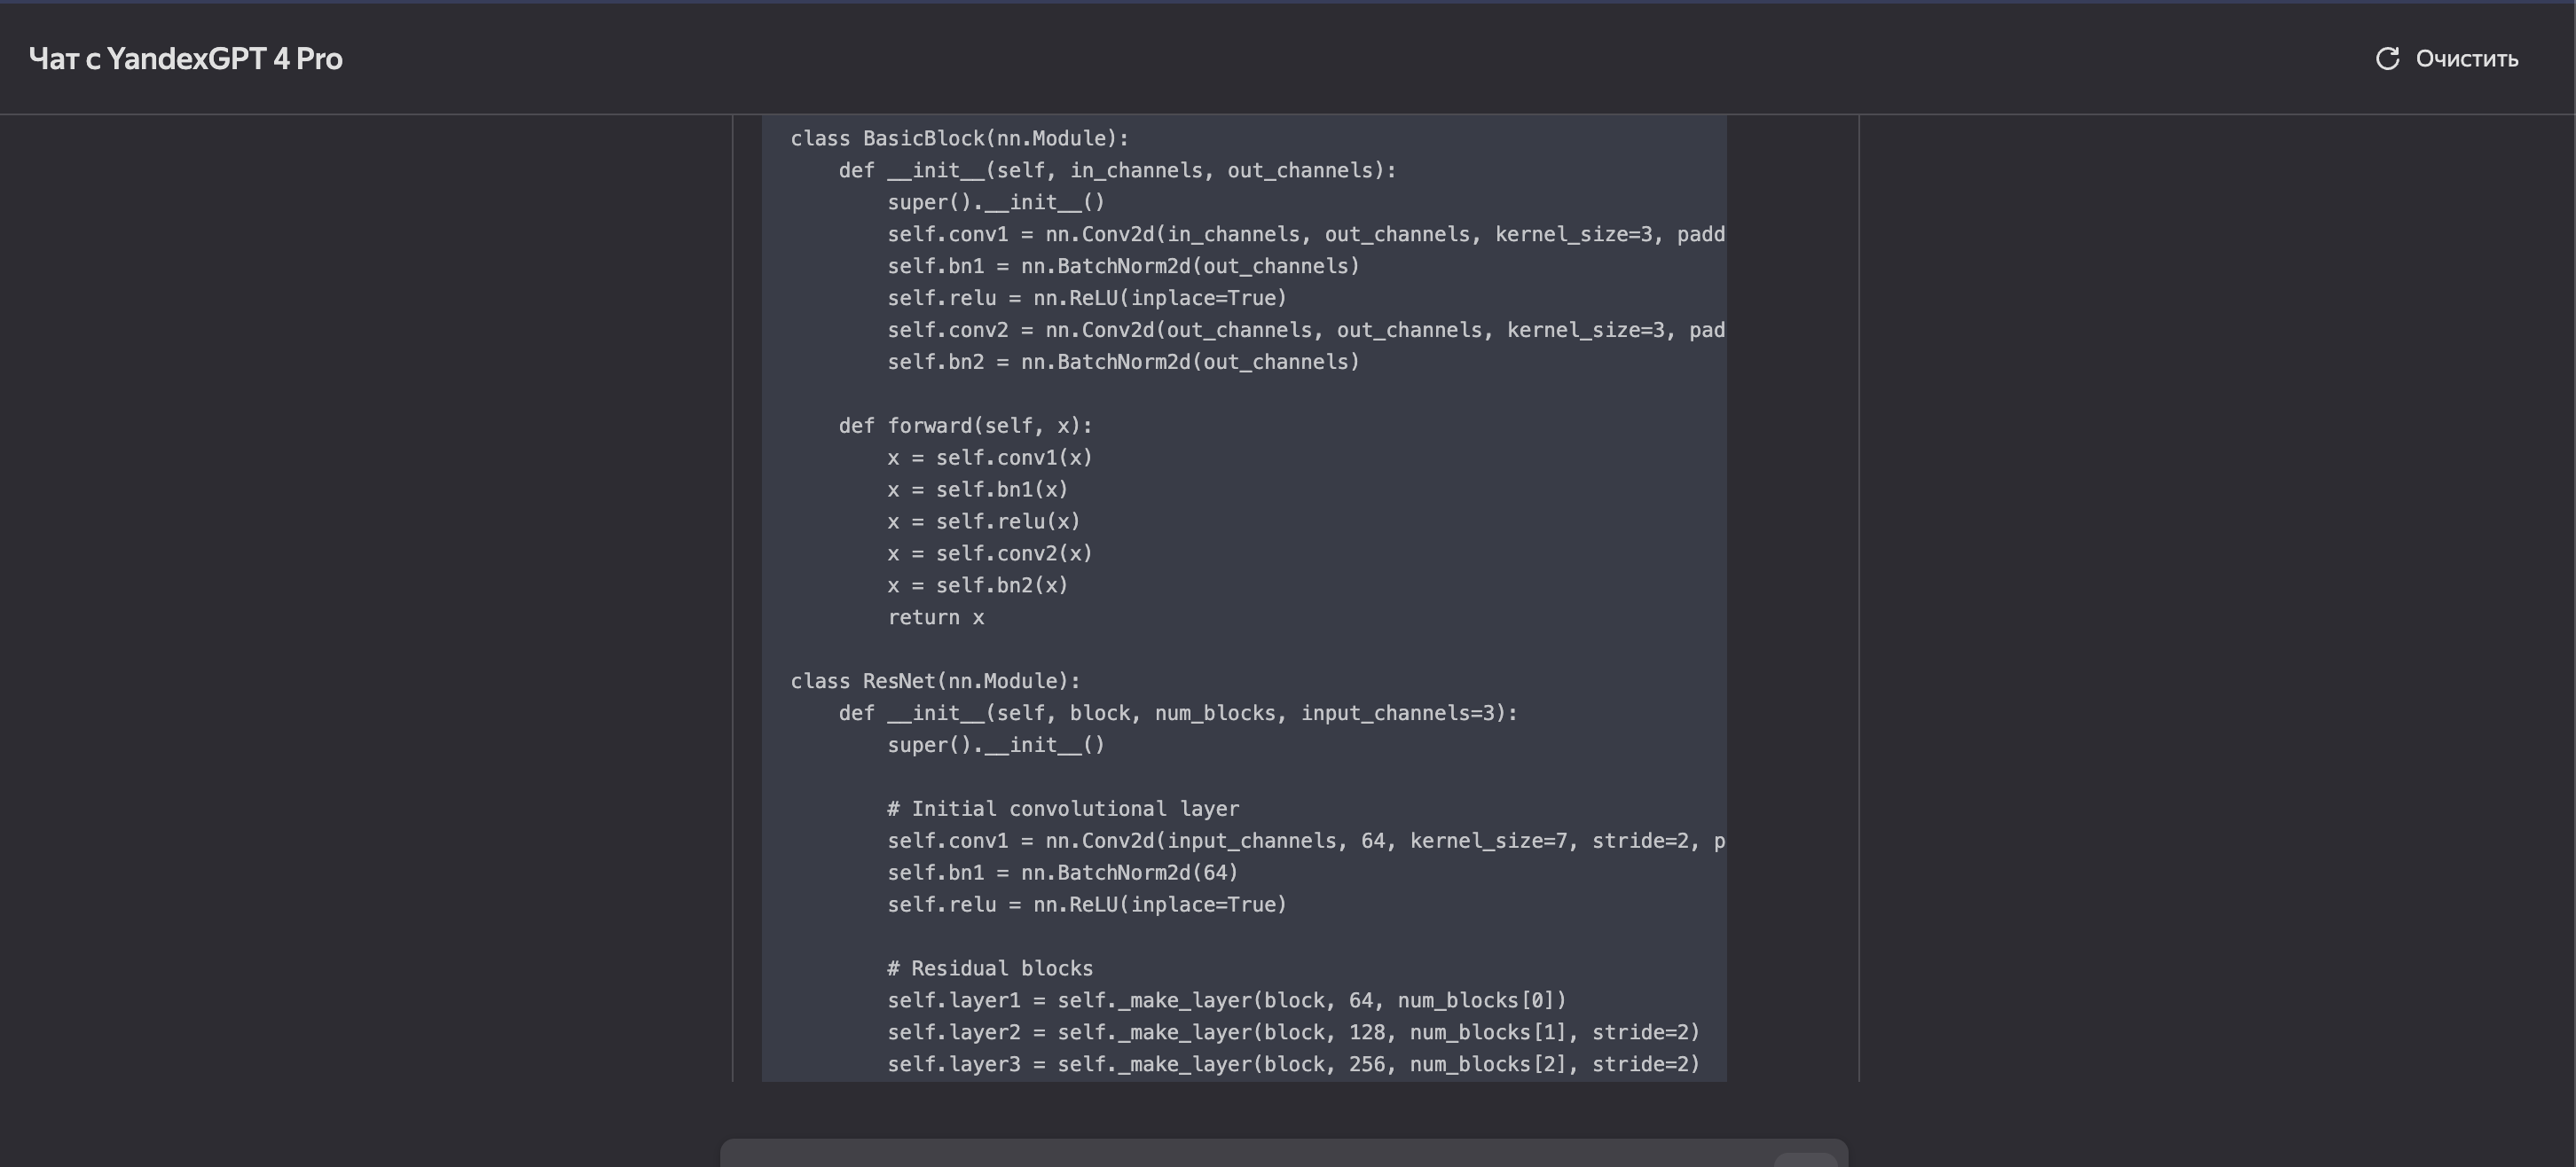 Чат с YandexGPT 4 Pro
Очистить
class BasicBlock(nn.Module):
    def __init__(self, in_channels, out_channels):
        super().__init__()
        self.conv1 = nn.Conv2d(in_channels, out_channels, kernel_size=3, padd
        self.bn1 = nn.BatchNorm2d(out_channels)
        self.relu = nn.ReLU(inplace=True)
        self.conv2 = nn.Conv2d(out_channels, out_channels, kernel_size=3, pad
        self.bn2 = nn.BatchNorm2d(out_channels)

    def forward(self, x):
        x = self.conv1(x)
        x = self.bn1(x)
        x = self.relu(x)
        x = self.conv2(x)
        x = self.bn2(x)
        return x

class ResNet(nn.Module):
    def __init__(self, block, num_blocks, input_channels=3):
        super().__init__()

        # Initial convolutional layer
        self.conv1 = nn.Conv2d(input_channels, 64, kernel_size=7, stride=2, p
        self.bn1 = nn.BatchNorm2d(64)
        self.relu = nn.ReLU(inplace=True)

        # Residual blocks
        self.layer1 = self._make_layer(block, 64, num_blocks[0])
        self.layer2 = self._make_layer(block, 128, num_blocks[1], stride=2)
        self.layer3 = self._make_layer(block, 256, num_blocks[2], stride=2)